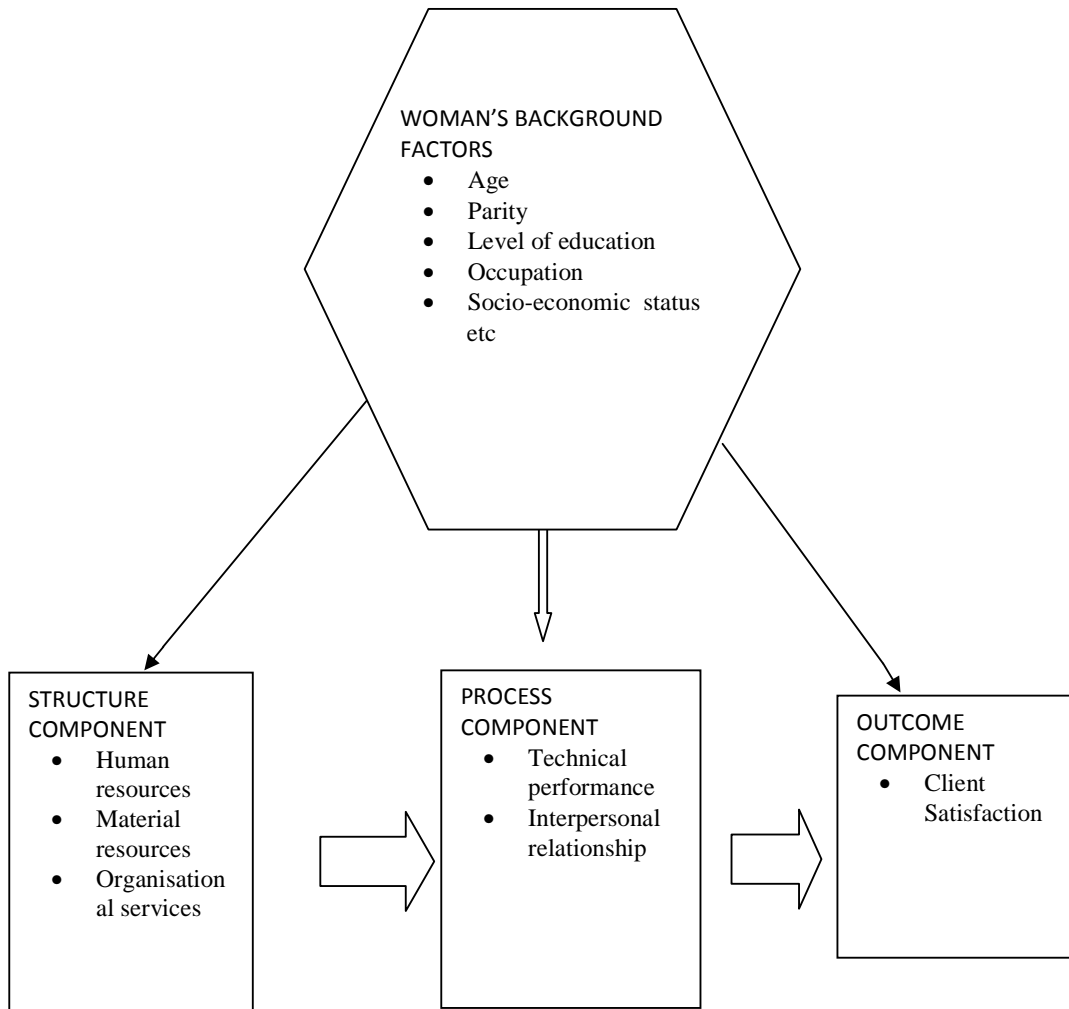 WOMAN’S BACKGROUND
FACTORS
• Age
• Parity
• Level of education
• Occupation
• Socio-economic status
etc
STRUCTURE
COMPONENT
• Human
resources
• Material
resources
• Organisation
al services
PROCESS
COMPONENT
• Technical
performance
• Interpersonal
relationship
OUTCOME
COMPONENT
• Client
Satisfaction